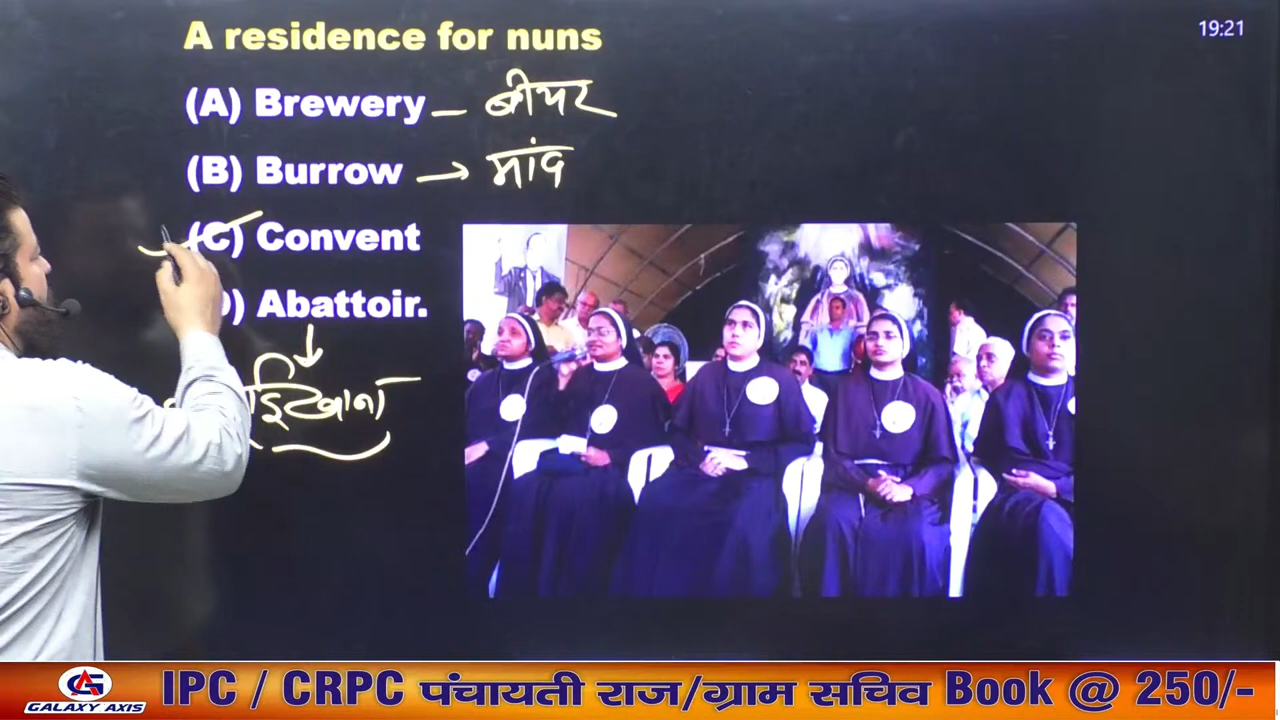 A residence for nuns
19:21
(A) Brewery – बीयर
(B) Burrow → मांद
(C) Convent
) Abattoir.
IPC / CRPC पंचायती राज/ग्राम सचिव Book @ 250/-
GALAXY AXIS